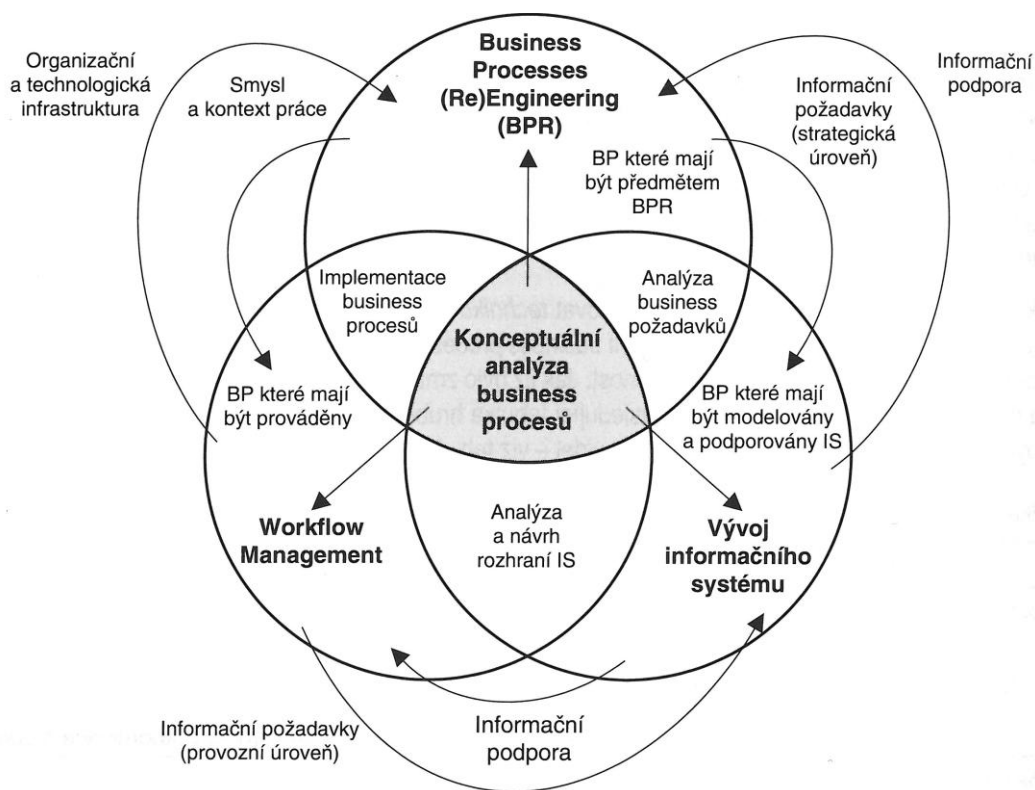 Business
Processes
(Re)Engineering
(BPR)
Organizační
a technologická
infrastruktura
Smysl
a kontext práce
Informační
požadavky
(strategická
úroveň)
Informační
podpora
BP které mají
být předmětem
BPR
Implementace
business
procesů
Analýza
business
požadavků
Konceptuální
analýza
business
procesů
BP které mají
být prováděny
BP které mají
být modelovány
a podporovány IS
Workflow
Management
Analýza
a návrh
rozhraní IS
Vývoj
informačního
systému
Informační požadavky
(provozní úroveň)
Informační
podpora